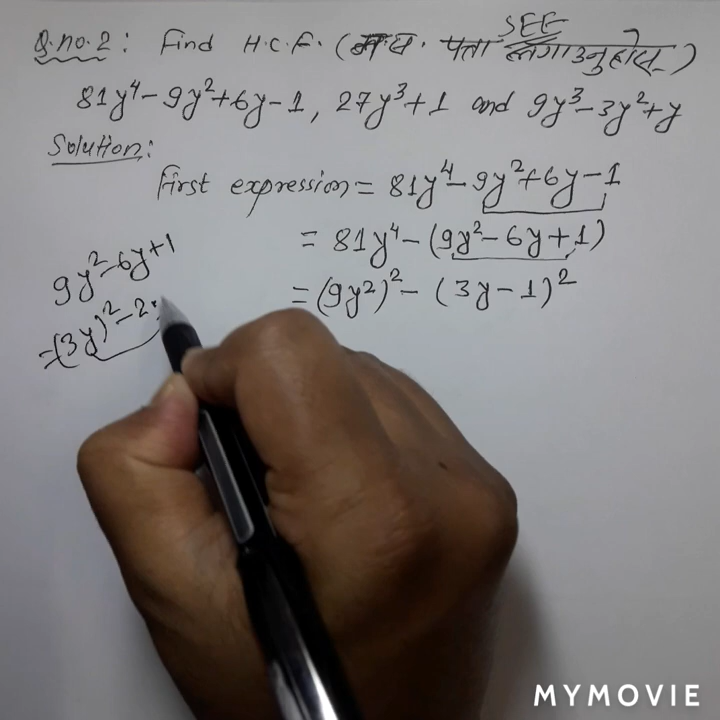 SEE
Q.no.2: Find H.C.F. (म.स. पत्ता लगाउनुहोस्)
81y⁴ - 9y² + 6y - 1, 27y³ + 1 and 9y³ - 3y² + y
Solution:
First expression = 81y⁴ - 9y² + 6y - 1
= 81y⁴ - (9y² - 6y + 1)
= (9y²)² - (3y - 1)²
9y² - 6y + 1
= (3y)² - 2.
MYMOVIE